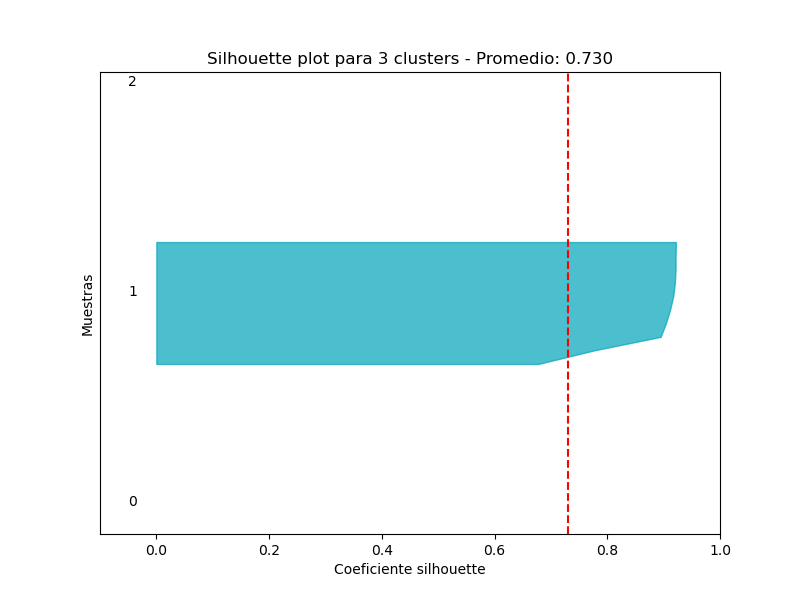 Silhouette plot para 3 clusters - Promedio: 0.730
2
1
0
Muestras
0.0 0.2 0.4 0.6 0.8 1.0
Coeficiente silhouette